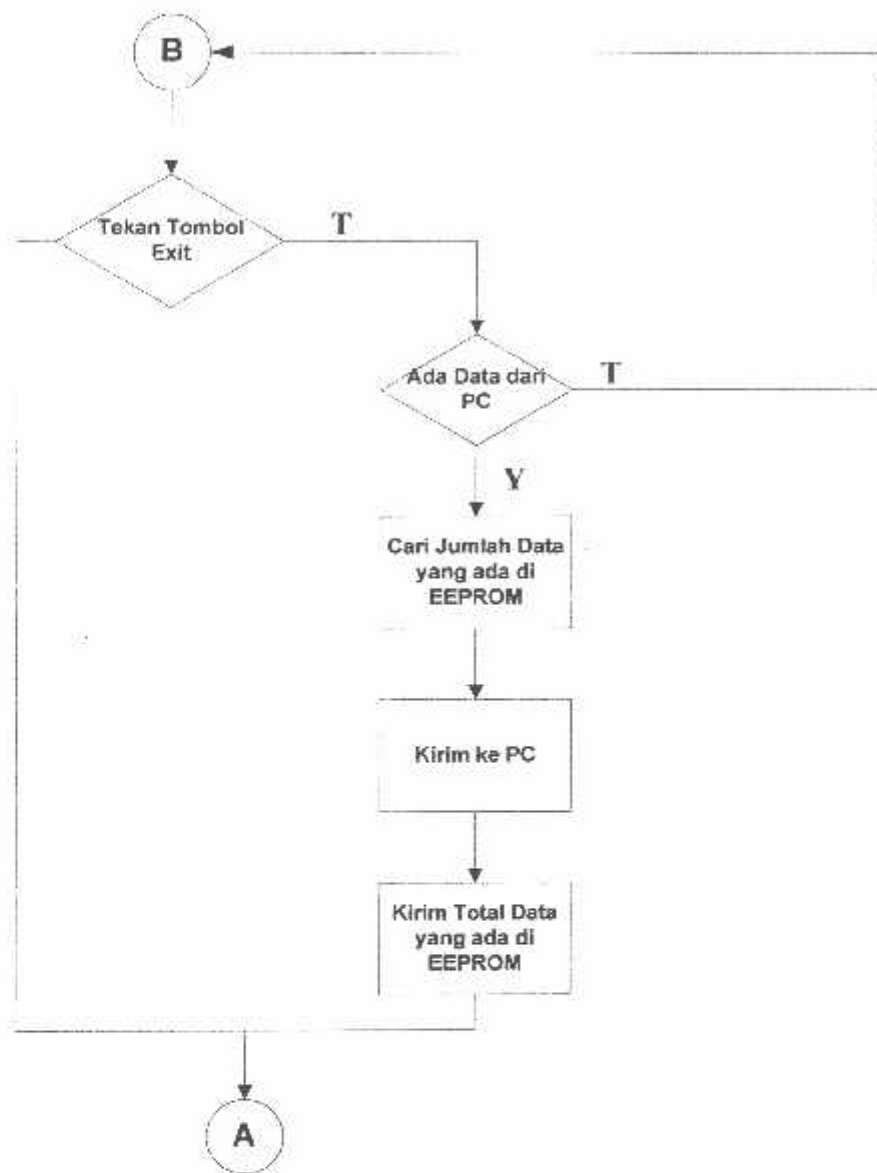 B
Tekan Tombol
Exit
T
Ada Data dari
PC
T
Y
Cari Jumlah Data
yang ada di
EEPROM
Kirim ke PC
Kirim Total Data
yang ada di
EEPROM
A